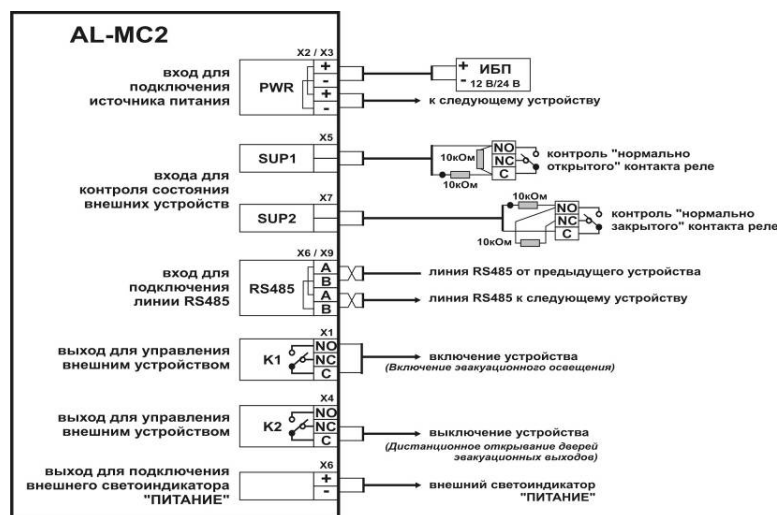 AL-MC2
X2 / X3
вход для
подключения
источника питания
PWR
+
-
+
-
+
-
ИБП
12 В/24 В
к следующему устройству
X5
SUP1
входа для
контроля состояния
внешних устройств
10кОм
10кОм
NO
NC
C
контроль "нормально
открытого" контакта реле
X7
SUP2
10кОм
10кОм
NO
NC
C
контроль "нормально
закрытого" контакта реле
X6 / X9
вход для
подключения
линии RS485
RS485
A
B
A
B
линия RS485 от предыдущего устройства
линия RS485 к следующему устройству
X1
выход для управления
внешним устройством
K1
NO
NC
C
включение устройства
(Включение эвакуационного освещения)
X4
выход для управления
внешним устройством
K2
NO
NC
C
выключение устройства
(Дистанционное открывание дверей
эвакуационных выходов)
X6
выход для подключения
внешнего светоиндикатора
"ПИТАНИЕ"
+
-
внешний светоиндикатор
"ПИТАНИЕ"